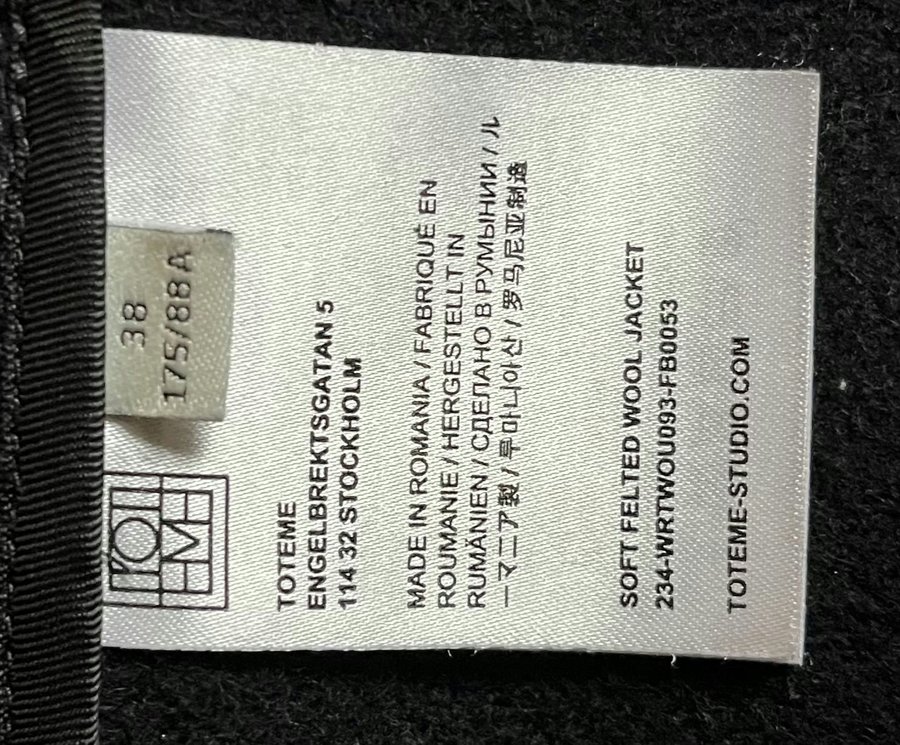 38
175/88A
TOTEME
ENGELBREKTSGATAN 5
114 32 STOCKHOLM
MADE IN ROMANIA / FABRIQUÉ EN
ROUMANIE / HERGESTELLT IN
RUMÄNIEN / СДЕЛАНО В РУМЫНИИ / ル
ーマニア製 / 루마니아산 / 罗马尼亚制造
SOFT FELTED WOOL JACKET
234-WRTWOU093-FB0053
TOTEME-STUDIO.COM